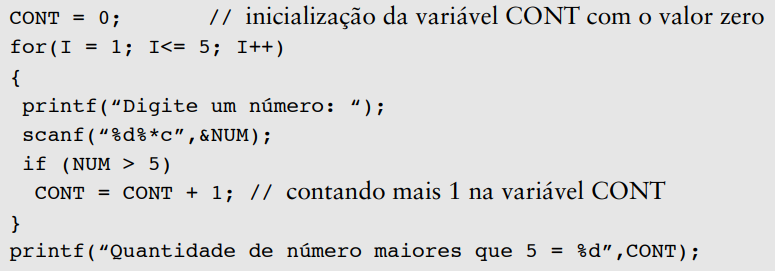 CONT = 0;        // inicialização da variável CONT com o valor zero
for(I = 1; I<= 5; I++)
{
 printf(“Digite um número: “);
 scanf(“%d%*c”,&NUM);
 if (NUM > 5)
  CONT = CONT + 1; // contando mais 1 na variável CONT
}
printf(“Quantidade de número maiores que 5 = %d”,CONT);